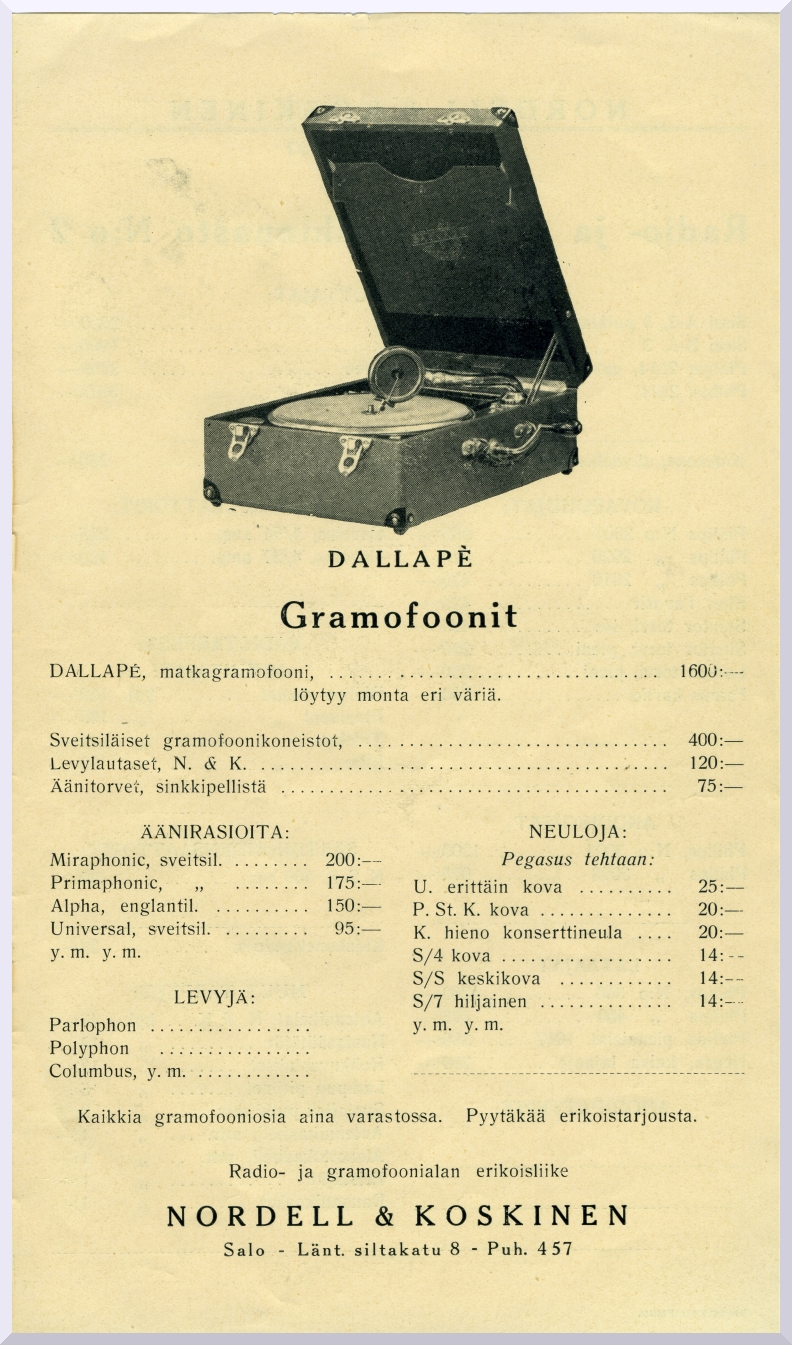 DALLAPÈ
Gramofoonit
DALLAPÉ, matkagramofooni, ................................ 1600:—
löytyy monta eri väriä.
Sveitsiläiset gramofoonikoneistot, .............................. 400:—
Levylautaset, N. & K. ....................................... 120:—
Äänitorvet, sinkkipellistä ..................................... 75:—
ÄÄNIRASIOITA:
Miraphonic, sveitsil. ........ 200:—
Primaphonic, „ ........ 175:—
Alpha, englantil. .......... 150:—
Universal, sveitsil. ......... 95:—
y. m. y. m.
LEVYJÄ:
Parlophon .................
Polyphon ................
Columbus, y. m. ............
NEULOJA:
Pegasus tehtaan:
U. erittäin kova .......... 25:—
P. St. K. kova .............. 20:—
K. hieno konserttineula .... 20:—
S/4 kova .................. 14:—
S/S keskikova ............ 14:—
S/7 hiljainen .............. 14:—
y. m. y. m.
Kaikkia gramofooniosia aina varastossa. Pyytäkää erikoistarjousta.
Radio- ja gramofoonialan erikoisliike
NORDELL & KOSKINEN
Salo - Länt. siltakatu 8 - Puh. 457